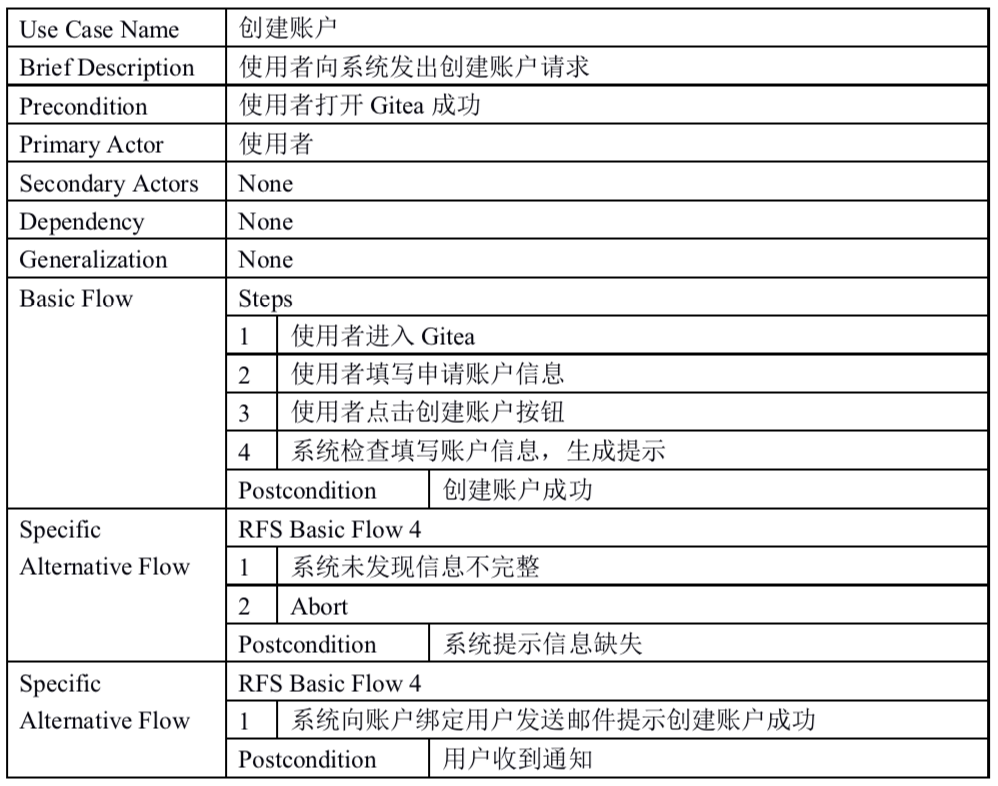 Use Case Name 创建账户
Brief Description 使用者向系统发出创建账户请求
Precondition 使用者打开 Gitea 成功
Primary Actor 使用者
Secondary Actors None
Dependency None
Generalization None
Basic Flow Steps
1 使用者进入 Gitea
2 使用者填写申请账户信息
3 使用者点击创建账户按钮
4 系统检查填写账户信息，生成提示
Postcondition 创建账户成功
Specific RFS Basic Flow 4
Alternative Flow 1 系统未发现信息不完整
2 Abort
Postcondition 系统提示信息缺失
Specific RFS Basic Flow 4
Alternative Flow 1 系统向账户绑定用户发送邮件提示创建账户成功
Postcondition 用户收到通知